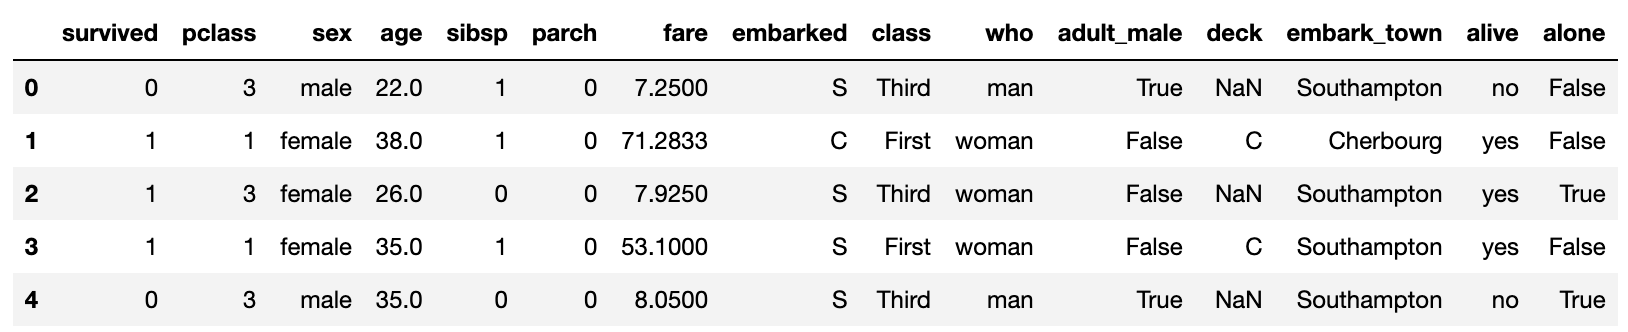 survived pclass sex age sibsp parch fare embarked class who adult_male deck embark_town alive alone
0 0 3 male 22.0 1 0 7.2500 S Third man True NaN Southampton no False
1 1 1 female 38.0 1 0 71.2833 C First woman False C Cherbourg yes False
2 1 3 female 26.0 0 0 7.9250 S Third woman False NaN Southampton yes True
3 1 1 female 35.0 1 0 53.1000 S First woman False C Southampton yes False
4 0 3 male 35.0 0 0 8.0500 S Third man True NaN Southampton no True